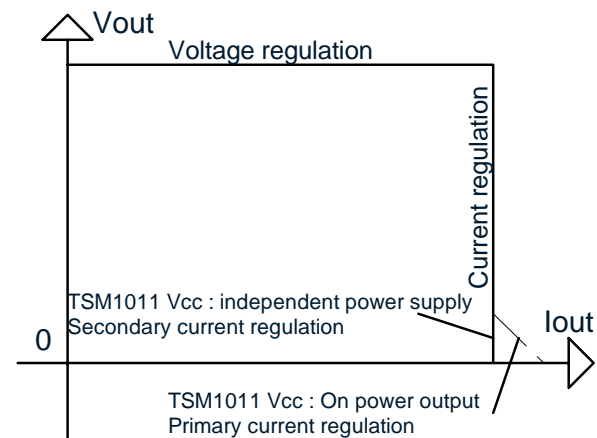 Vout
Voltage regulation
Current regulation
TSM1011 Vcc : independent power supply
Secondary current regulation
0
Iout
TSM1011 Vcc : On power output
Primary current regulation